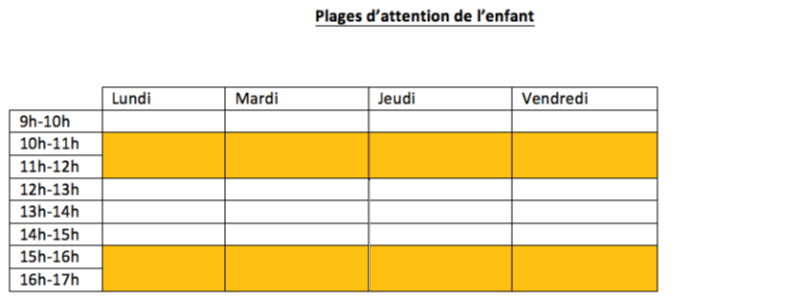 Plages d’attention de l’enfant
Lundi Mardi Jeudi Vendredi
9h-10h
10h-11h
11h-12h
12h-13h
13h-14h
14h-15h
15h-16h
16h-17h